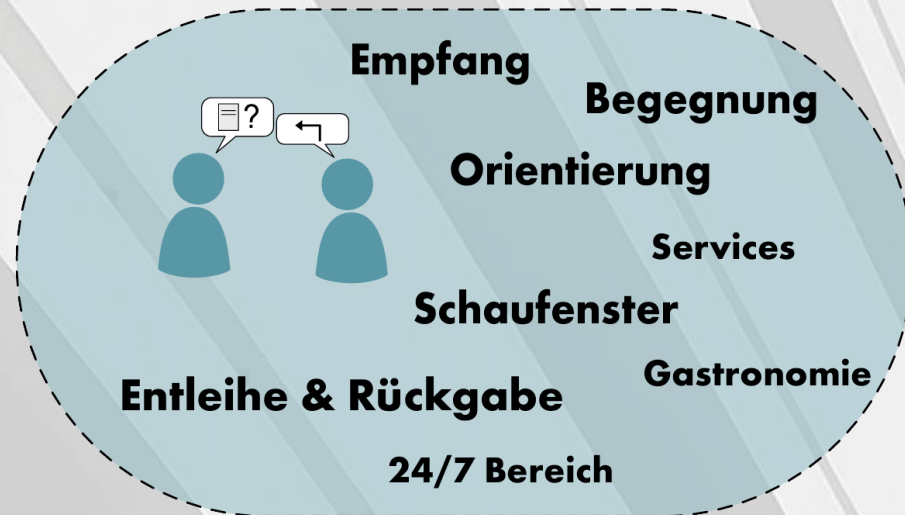 Empfang
Begegnung
?
Orientierung
Services
Schaufenster
Gastronomie
Entleihe & Rückgabe
24/7 Bereich